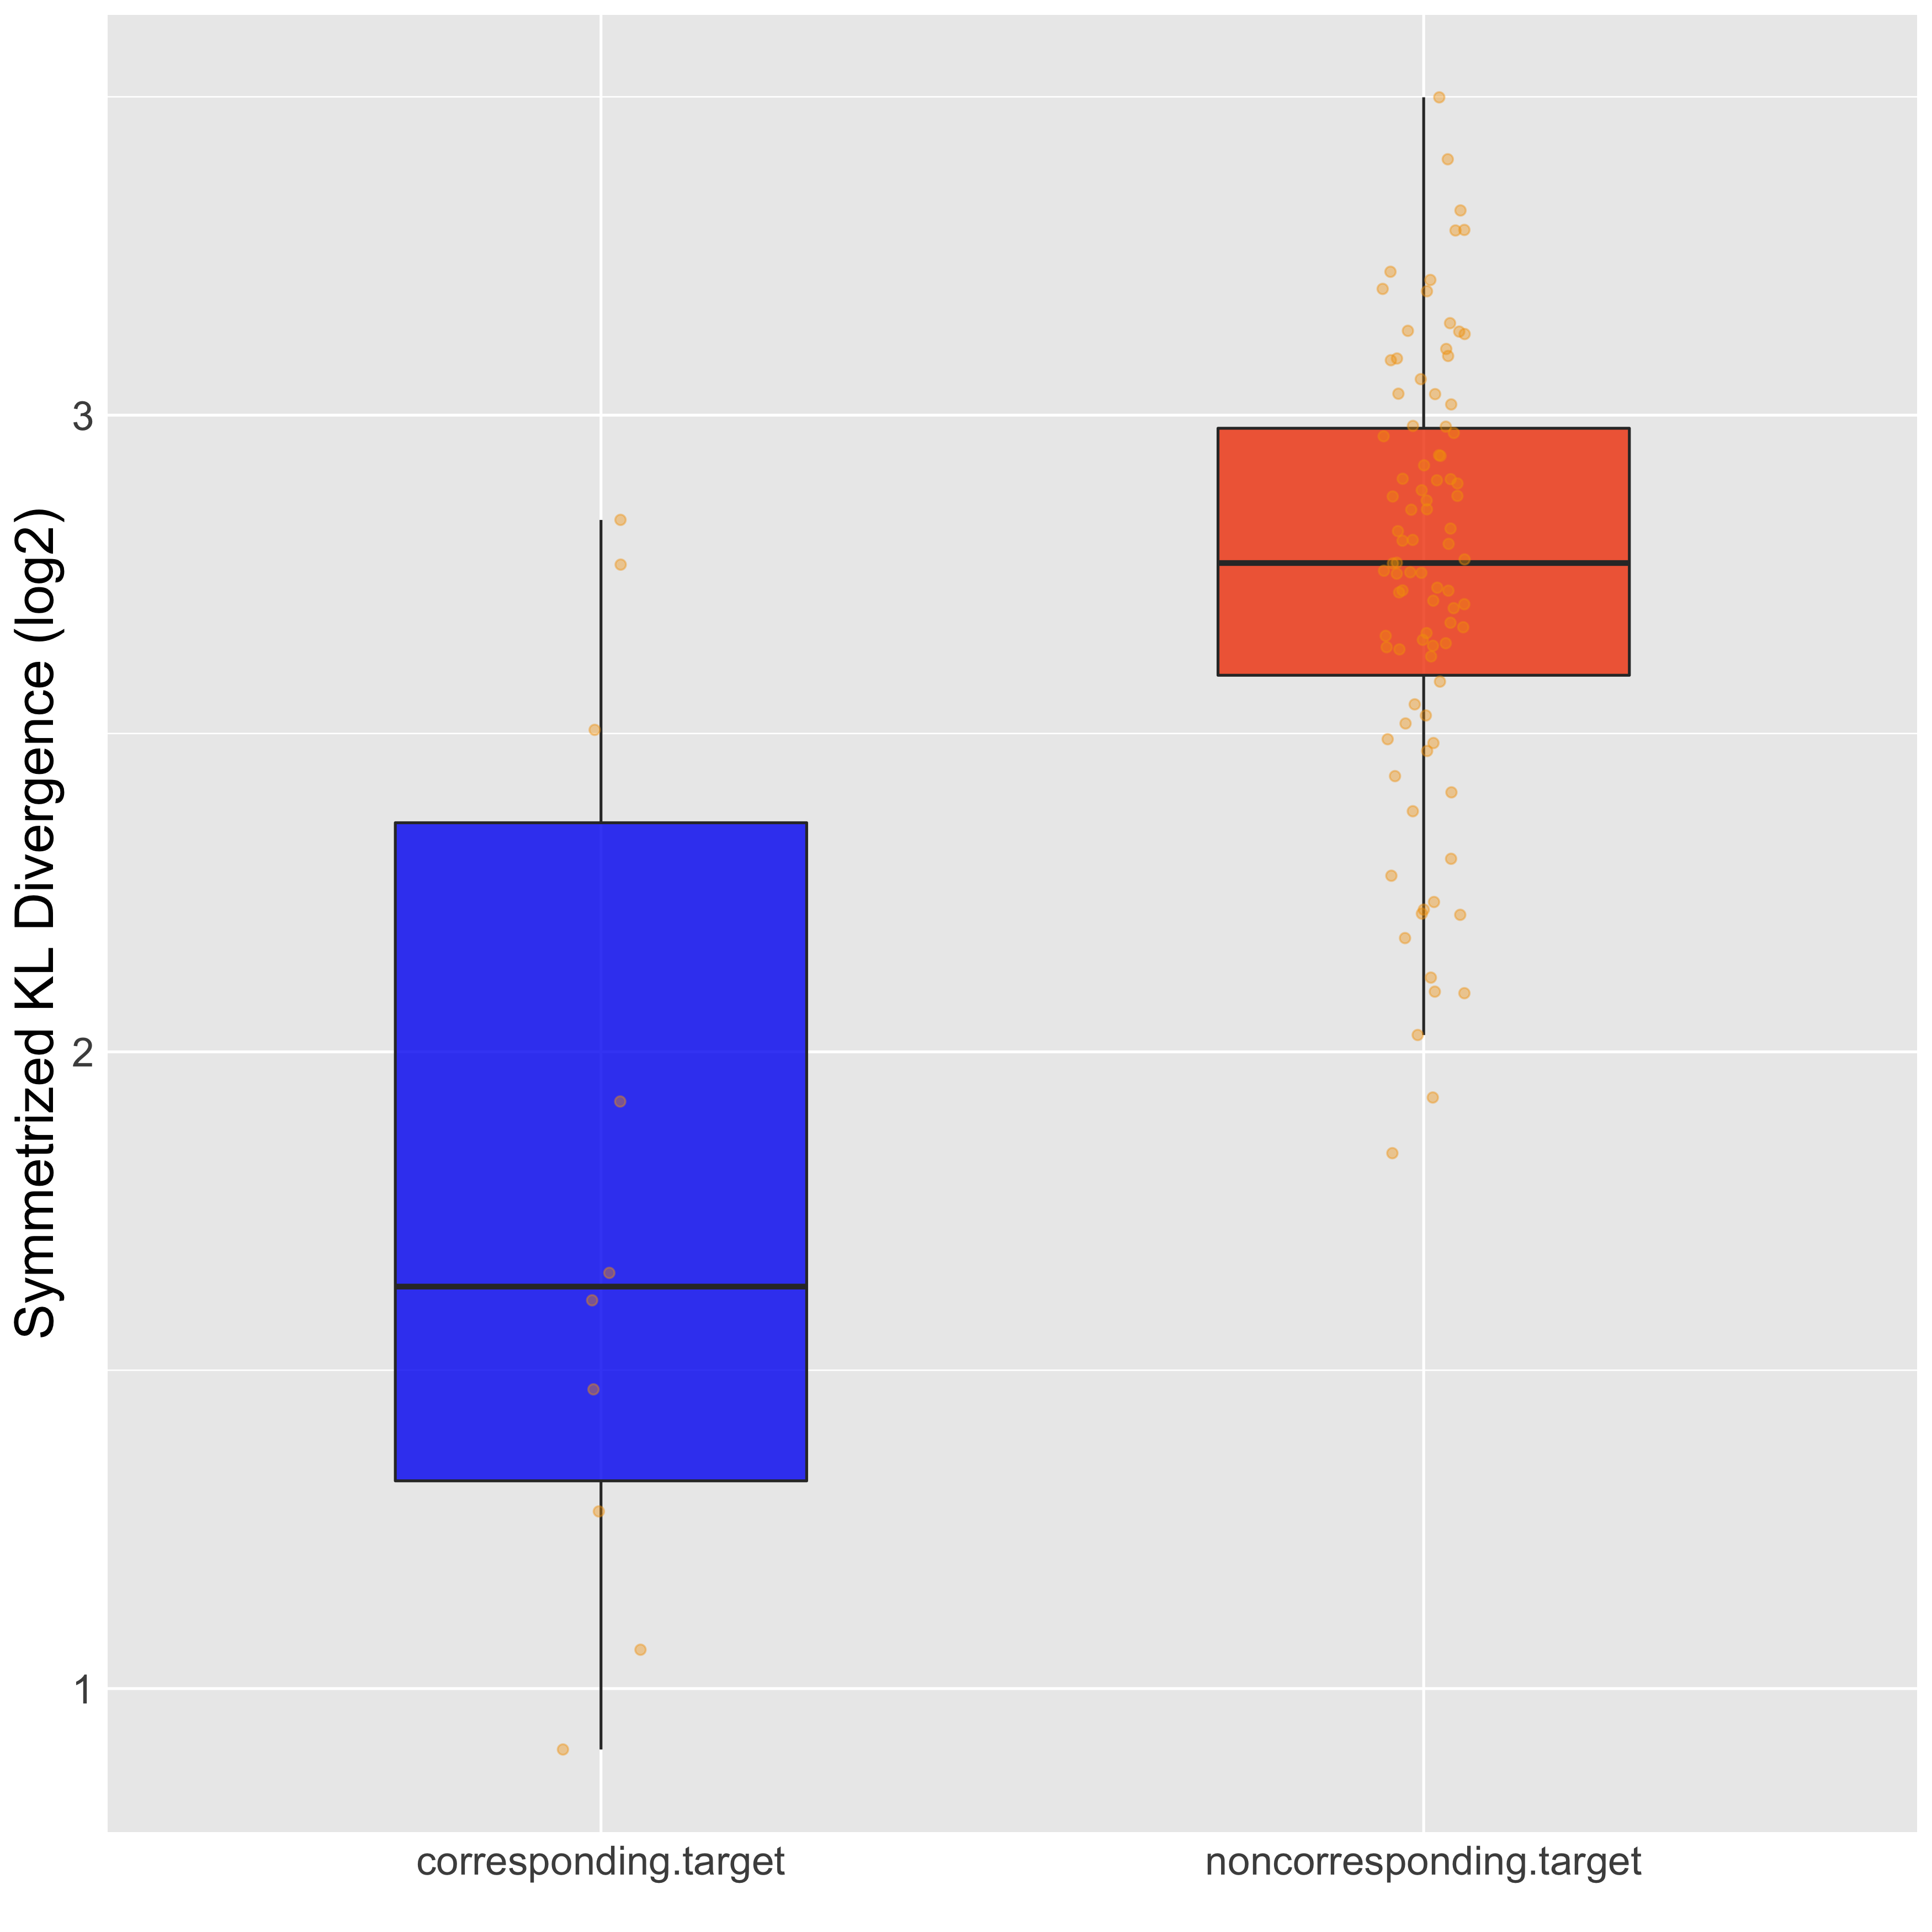 Symmetrized KL Divergence (log2)
3
2
1
corresponding.target
noncorresponding.target